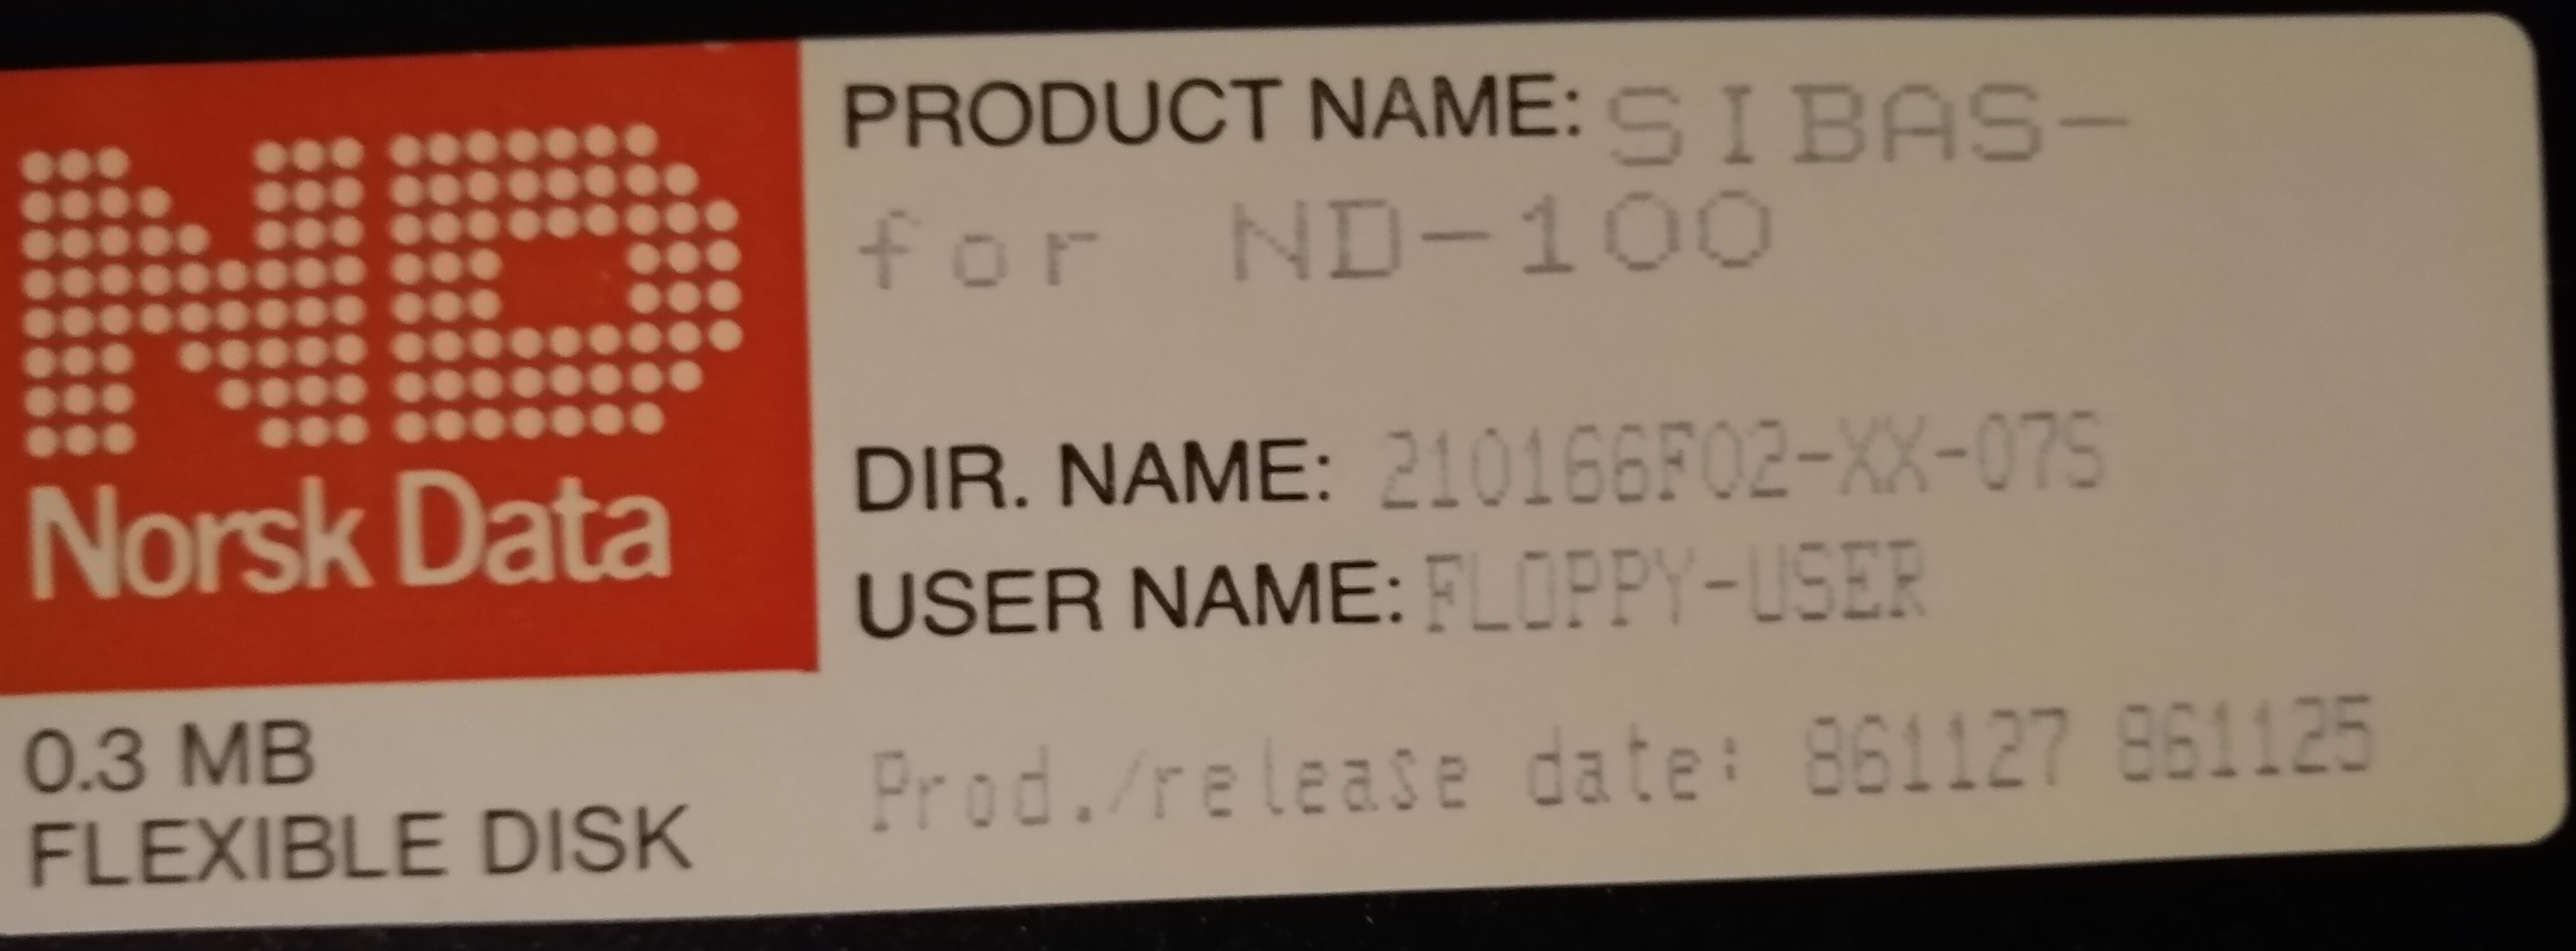 ND
Norsk Data
0.3 MB
FLEXIBLE DISK
PRODUCT NAME: SIBAS-
for ND-100
DIR. NAME: 210166F02-XX-07S
USER NAME: FLOPPY-USER
Prod./release date: 861127 861125